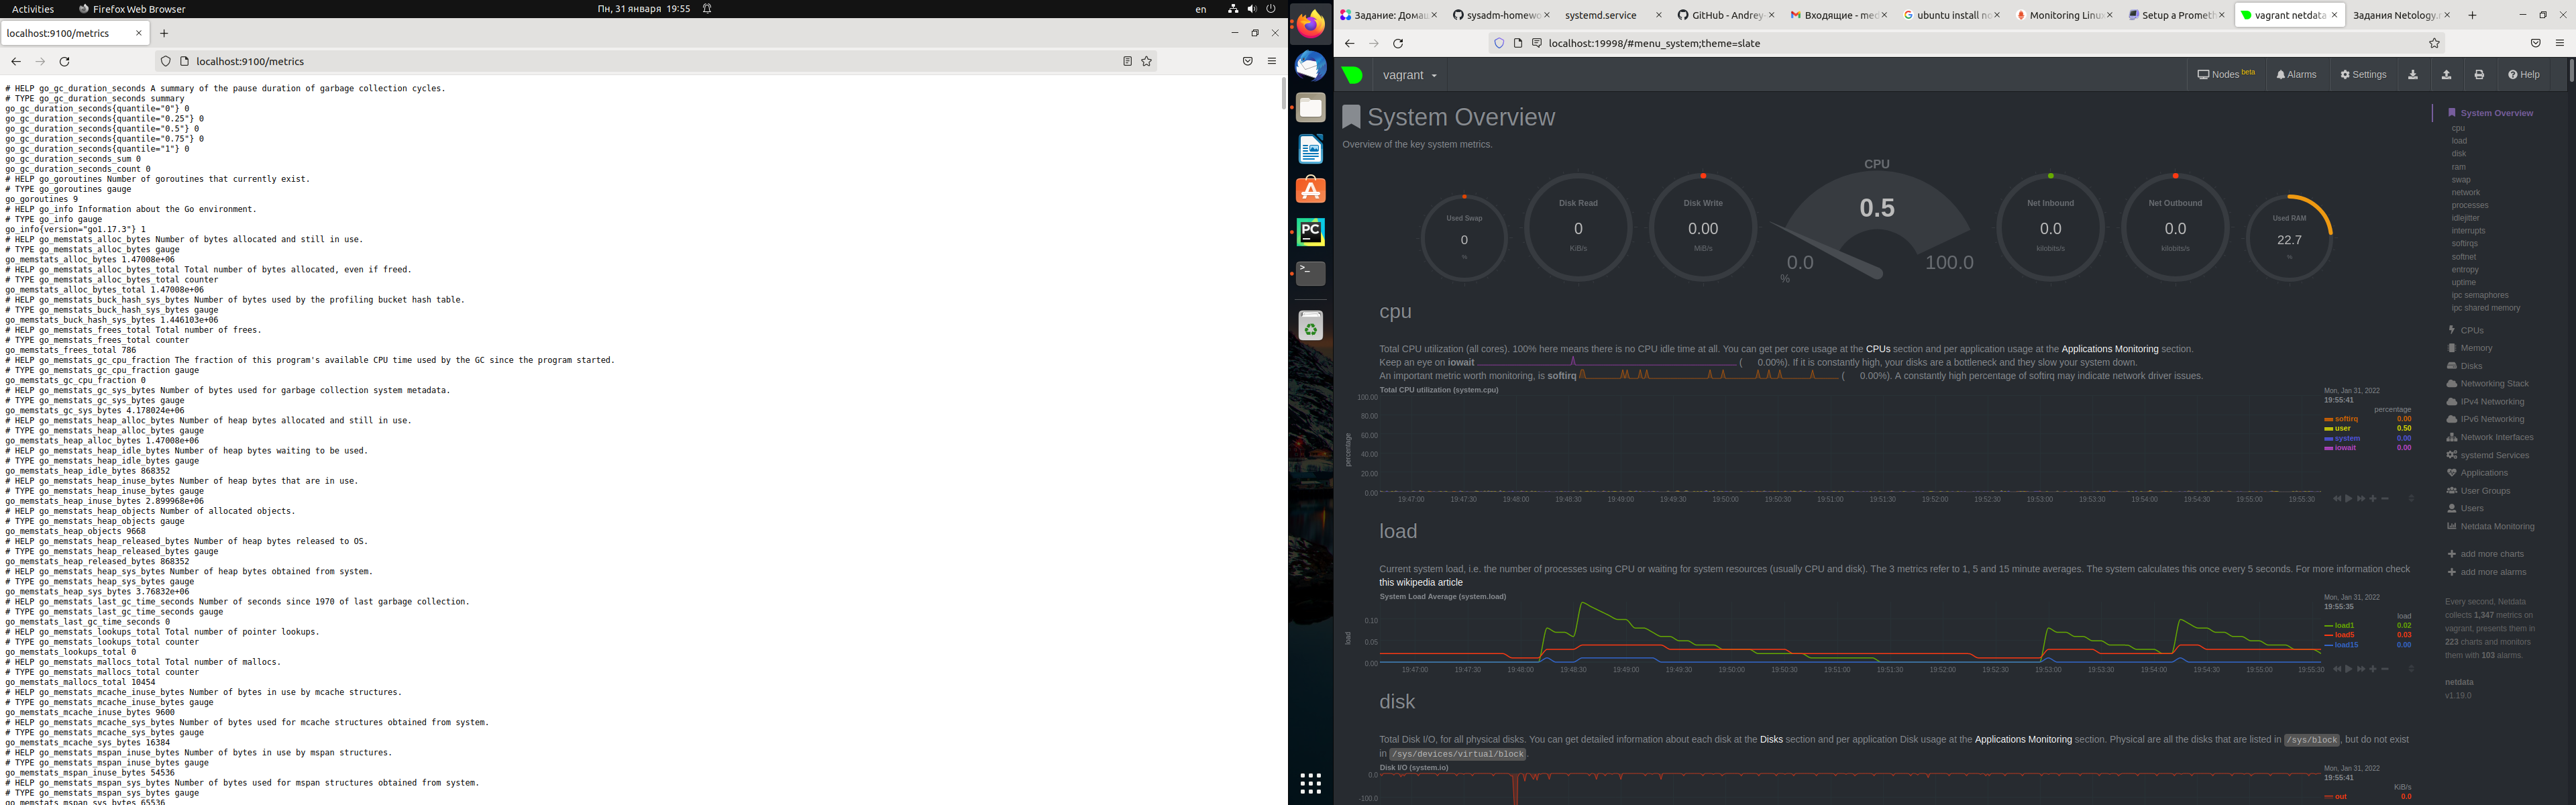 Activities
Firefox Web Browser
Пн, 31 января 19:55
en
localhost:9100/metrics
localhost:9100/metrics
# HELP go_gc_duration_seconds A summary of the pause duration of garbage collection cycles.
# TYPE go_gc_duration_seconds summary
go_gc_duration_seconds{quantile="0"} 0
go_gc_duration_seconds{quantile="0.25"} 0
go_gc_duration_seconds{quantile="0.5"} 0
go_gc_duration_seconds{quantile="0.75"} 0
go_gc_duration_seconds{quantile="1"} 0
go_gc_duration_seconds_sum 0
go_gc_duration_seconds_count 0
# HELP go_goroutines Number of goroutines that currently exist.
# TYPE go_goroutines gauge
go_goroutines 9
# HELP go_info Information about the Go environment.
# TYPE go_info gauge
go_info{version="go1.17.3"} 1
# HELP go_memstats_alloc_bytes Number of bytes allocated and still in use.
# TYPE go_memstats_alloc_bytes gauge
go_memstats_alloc_bytes 1.47008e+06
# HELP go_memstats_alloc_bytes_total Total number of bytes allocated, even if freed.
# TYPE go_memstats_alloc_bytes_total counter
go_memstats_alloc_bytes_total 1.47008e+06
# HELP go_memstats_buck_hash_sys_bytes Number of bytes used by the profiling bucket hash table.
# TYPE go_memstats_buck_hash_sys_bytes gauge
go_memstats_buck_hash_sys_bytes 1.446103e+06
# HELP go_memstats_frees_total Total number of frees.
# TYPE go_memstats_frees_total counter
go_memstats_frees_total 786
# HELP go_memstats_gc_cpu_fraction The fraction of this program's available CPU time used by the GC since the program started.
# TYPE go_memstats_gc_cpu_fraction gauge
go_memstats_gc_cpu_fraction 0
# HELP go_memstats_gc_sys_bytes Number of bytes used for garbage collection system metadata.
# TYPE go_memstats_gc_sys_bytes gauge
go_memstats_gc_sys_bytes 4.178024e+06
# HELP go_memstats_heap_alloc_bytes Number of heap bytes allocated and still in use.
# TYPE go_memstats_heap_alloc_bytes gauge
go_memstats_heap_alloc_bytes 1.47008e+06
# HELP go_memstats_heap_idle_bytes Number of heap bytes waiting to be used.
# TYPE go_memstats_heap_idle_bytes gauge
go_memstats_heap_idle_bytes 868352
# HELP go_memstats_heap_inuse_bytes Number of heap bytes that are in use.
# TYPE go_memstats_heap_inuse_bytes gauge
go_memstats_heap_inuse_bytes 2.899968e+06
# HELP go_memstats_heap_objects Number of allocated objects.
# TYPE go_memstats_heap_objects gauge
go_memstats_heap_objects 9668
# HELP go_memstats_heap_released_bytes Number of heap bytes released to OS.
# TYPE go_memstats_heap_released_bytes gauge
go_memstats_heap_released_bytes 868352
# HELP go_memstats_heap_sys_bytes Number of heap bytes obtained from system.
# TYPE go_memstats_heap_sys_bytes gauge
go_memstats_heap_sys_bytes 3.76832e+06
# HELP go_memstats_last_gc_time_seconds Number of seconds since 1970 of last garbage collection.
# TYPE go_memstats_last_gc_time_seconds gauge
go_memstats_last_gc_time_seconds 0
# HELP go_memstats_lookups_total Total number of pointer lookups.
# TYPE go_memstats_lookups_total counter
go_memstats_lookups_total 0
# HELP go_memstats_mallocs_total Total number of mallocs.
# TYPE go_memstats_mallocs_total counter
go_memstats_mallocs_total 10454
# HELP go_memstats_mcache_inuse_bytes Number of bytes in use by mcache structures.
# TYPE go_memstats_mcache_inuse_bytes gauge
go_memstats_mcache_inuse_bytes 9600
# HELP go_memstats_mcache_sys_bytes Number of bytes used for mcache structures obtained from system.
# TYPE go_memstats_mcache_sys_bytes gauge
go_memstats_mcache_sys_bytes 16384
# HELP go_memstats_mspan_inuse_bytes Number of bytes in use by mspan structures.
# TYPE go_memstats_mspan_inuse_bytes gauge
go_memstats_mspan_inuse_bytes 54536
# HELP go_memstats_mspan_sys_bytes Number of bytes used for mspan structures obtained from system.
# TYPE go_memstats_mspan_sys_bytes gauge
go_memstats_mspan_sys_bytes 65536
PC
Задание: Домаш
sysadm-homewo
systemd.service
GitHub - Andrey-
Входящие - med
ubuntu install no
Monitoring Linux
Setup a Prometh
vagrant netdata
Задания Netology.r
localhost:19998/#menu_system;theme=slate
vagrant
Nodes beta
Alarms
Settings
Help
System Overview
Overview of the key system metrics.
Used Swap
0
%
Disk Read
0
KiB/s
Disk Write
0.00
MiB/s
CPU
0.5
0.0
100.0
%
Net Inbound
0.0
kilobits/s
Net Outbound
0.0
kilobits/s
Used RAM
22.7
%
cpu
Total CPU utilization (all cores). 100% here means there is no CPU idle time at all. You can get per core usage at the CPUs section and per application usage at the Applications Monitoring section.
Keep an eye on iowait ( 0.00%). If it is constantly high, your disks are a bottleneck and they slow your system down.
An important metric worth monitoring, is softirq ( 0.00%). A constantly high percentage of softirq may indicate network driver issues.
Total CPU utilization (system.cpu)
Mon, Jan 31, 2022
19:55:41
percentage
softirq 0.00
user 0.50
system 0.00
iowait 0.00
percentage
100.00
80.00
60.00
40.00
20.00
0.00
19:47:00 19:47:30 19:48:00 19:48:30 19:49:00 19:49:30 19:50:00 19:50:30 19:51:00 19:51:30 19:52:00 19:52:30 19:53:00 19:53:30 19:54:00 19:54:30 19:55:00 19:55:30
load
Current system load, i.e. the number of processes using CPU or waiting for system resources (usually CPU and disk). The 3 metrics refer to 1, 5 and 15 minute averages. The system calculates this once every 5 seconds. For more information check
this wikipedia article
System Load Average (system.load)
Mon, Jan 31, 2022
19:55:35
load
load1 0.02
load5 0.03
load15 0.00
load
0.10
0.05
0.00
19:47:00 19:47:30 19:48:00 19:48:30 19:49:00 19:49:30 19:50:00 19:50:30 19:51:00 19:51:30 19:52:00 19:52:30 19:53:00 19:53:30 19:54:00 19:54:30 19:55:00 19:55:30
disk
Total Disk I/O, for all physical disks. You can get detailed information about each disk at the Disks section and per application Disk usage at the Applications Monitoring section. Physical are all the disks that are listed in /sys/block, but do not exist
in /sys/devices/virtual/block.
Disk I/O (system.io)
Mon, Jan 31, 2022
19:55:41
KiB/s
out 0.0
0.0
-100.0
System Overview
cpu
load
disk
ram
swap
network
processes
idlejitter
interrupts
softirqs
softnet
entropy
uptime
ipc semaphores
ipc shared memory
CPUs
Memory
Disks
Networking Stack
IPv4 Networking
IPv6 Networking
Network Interfaces
systemd Services
Applications
User Groups
Users
Netdata Monitoring
add more charts
add more alarms
Every second, Netdata
collects 1,347 metrics on
vagrant, presents them in
223 charts and monitors
them with 103 alarms.
netdata
v1.19.0